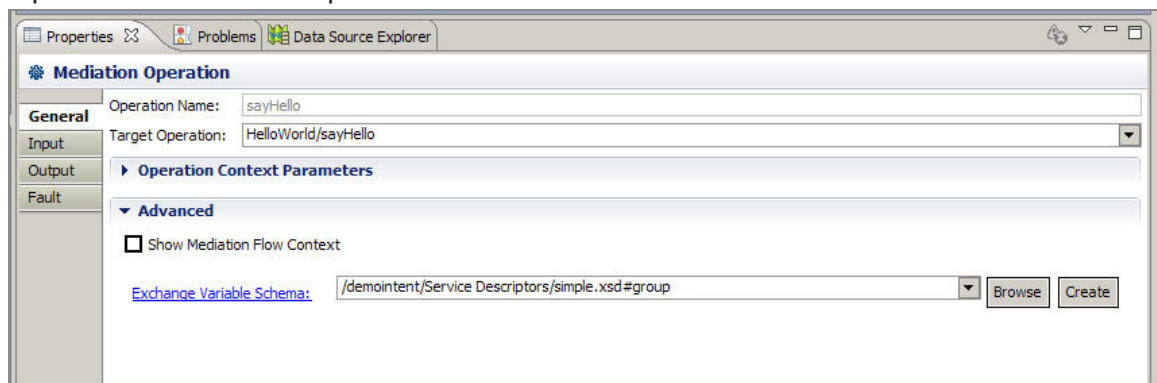 Properties Problems Data Source Explorer
Mediation Operation
General
Input
Output
Fault
Operation Name: sayHello
Target Operation: HelloWorld/sayHello
Operation Context Parameters
Advanced
Show Mediation Flow Context
Exchange Variable Schema: /demointent/Service Descriptors/simple.xsd#group Browse Create